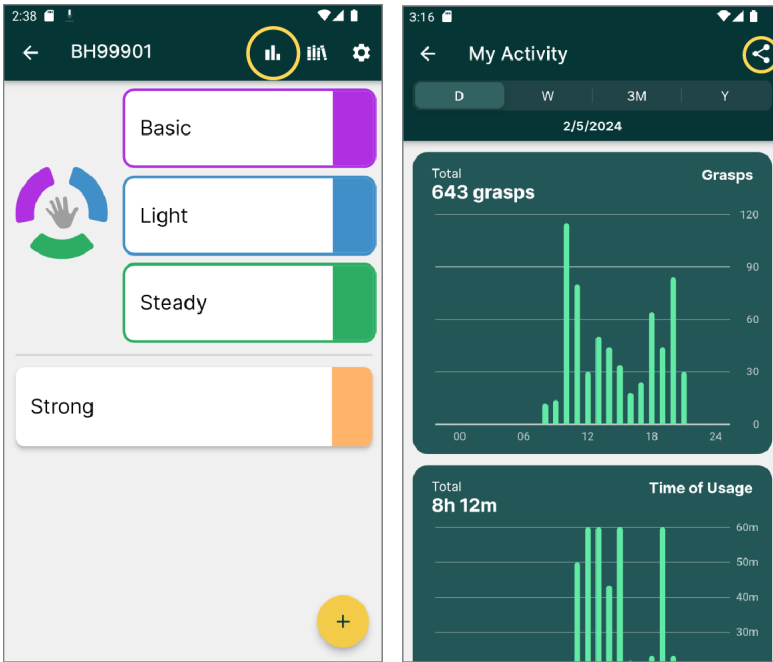 2:38
BH99901
Basic
Light
Steady
Strong
+
3:16
My Activity
D W 3M Y
2/5/2024
Total
Grasps
643 grasps
120
90
60
30
0
00 06 12 18 24
Total
Time of Usage
8h 12m
60m
50m
40m
30m